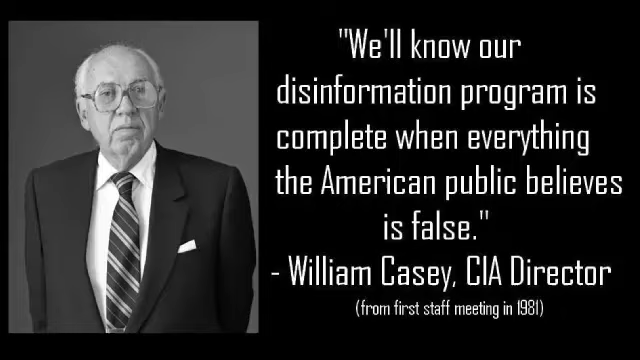 "We'll know our
disinformation program is
complete when everything
the American public believes
is false."
- William Casey, CIA Director
(from first staff meeting in 1981)